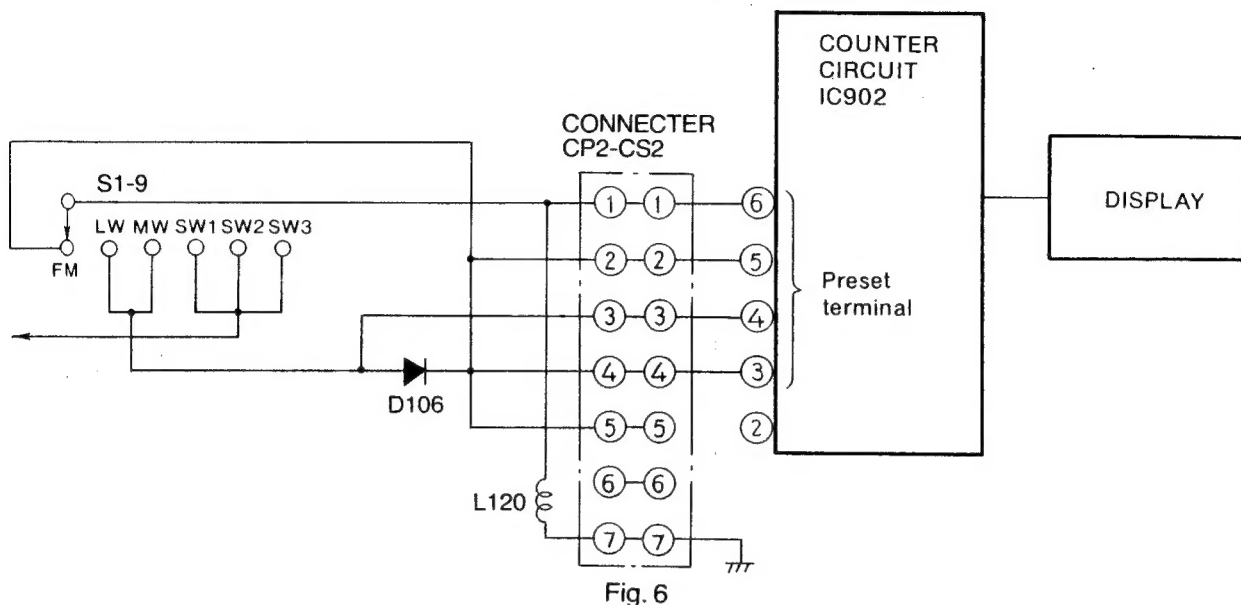 COUNTER
CIRCUIT
IC902
CONNECTER
CP2-CS2
DISPLAY
S1-9
LW MW SW1 SW2 SW3
FM
1 1 6
2 2 5
Preset
terminal
3 3 4
4 4 3
D106
5 5 2
6 6
L120
7 7
Fig. 6